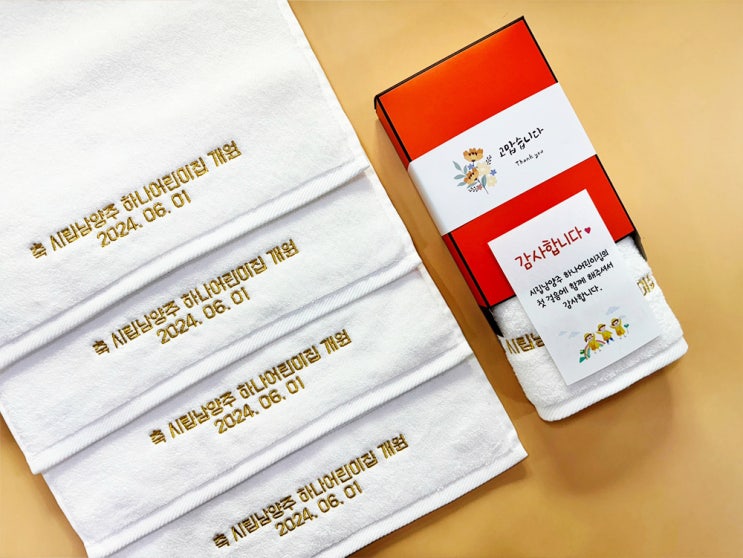 축 시립남양주 하나어린이집 개원
2024. 06. 01
축 시립남양주 하나어린이집 개원
2024. 06. 01
축 시립남양주 하나어린이집 개원
2024. 06. 01
축 시립남양주 하나어린이집 개원
2024. 06. 01
고맙습니다
Thank you
감사합니다
시립남양주 하나어린이집의
첫 걸음에 함께 해주셔서
감사합니다.
시립